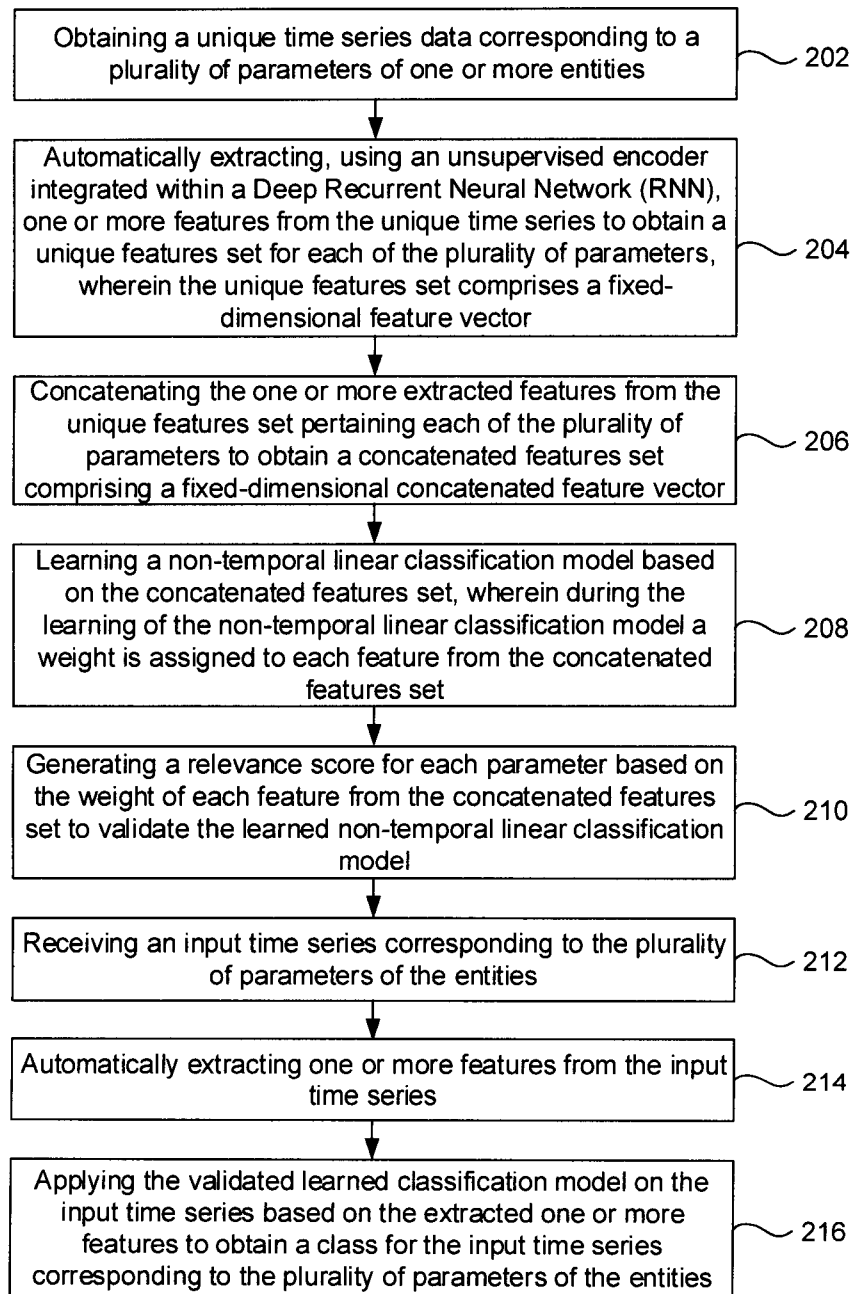 Obtaining a unique time series data corresponding to a
plurality of parameters of one or more entities
202
Automatically extracting, using an unsupervised encoder
integrated within a Deep Recurrent Neural Network (RNN),
one or more features from the unique time series to obtain a
unique features set for each of the plurality of parameters,
wherein the unique features set comprises a fixed-
dimensional feature vector
204
Concatenating the one or more extracted features from the
unique features set pertaining each of the plurality of
parameters to obtain a concatenated features set
comprising a fixed-dimensional concatenated feature vector
206
Learning a non-temporal linear classification model based
on the concatenated features set, wherein during the
learning of the non-temporal linear classification model a
weight is assigned to each feature from the concatenated
features set
208
Generating a relevance score for each parameter based on
the weight of each feature from the concatenated features
set to validate the learned non-temporal linear classification
model
210
Receiving an input time series corresponding to the plurality
of parameters of the entities
212
Automatically extracting one or more features from the input
time series
214
Applying the validated learned classification model on the
input time series based on the extracted one or more
features to obtain a class for the input time series
corresponding to the plurality of parameters of the entities
216